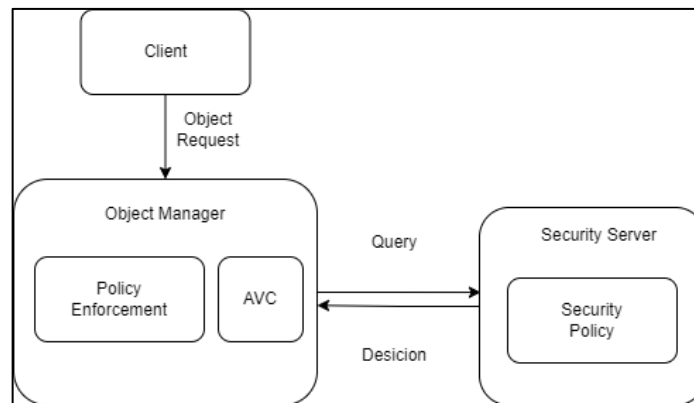 Client
Object
Request
Object Manager
Policy
Enforcement
AVC
Query
Desicion
Security Server
Security
Policy